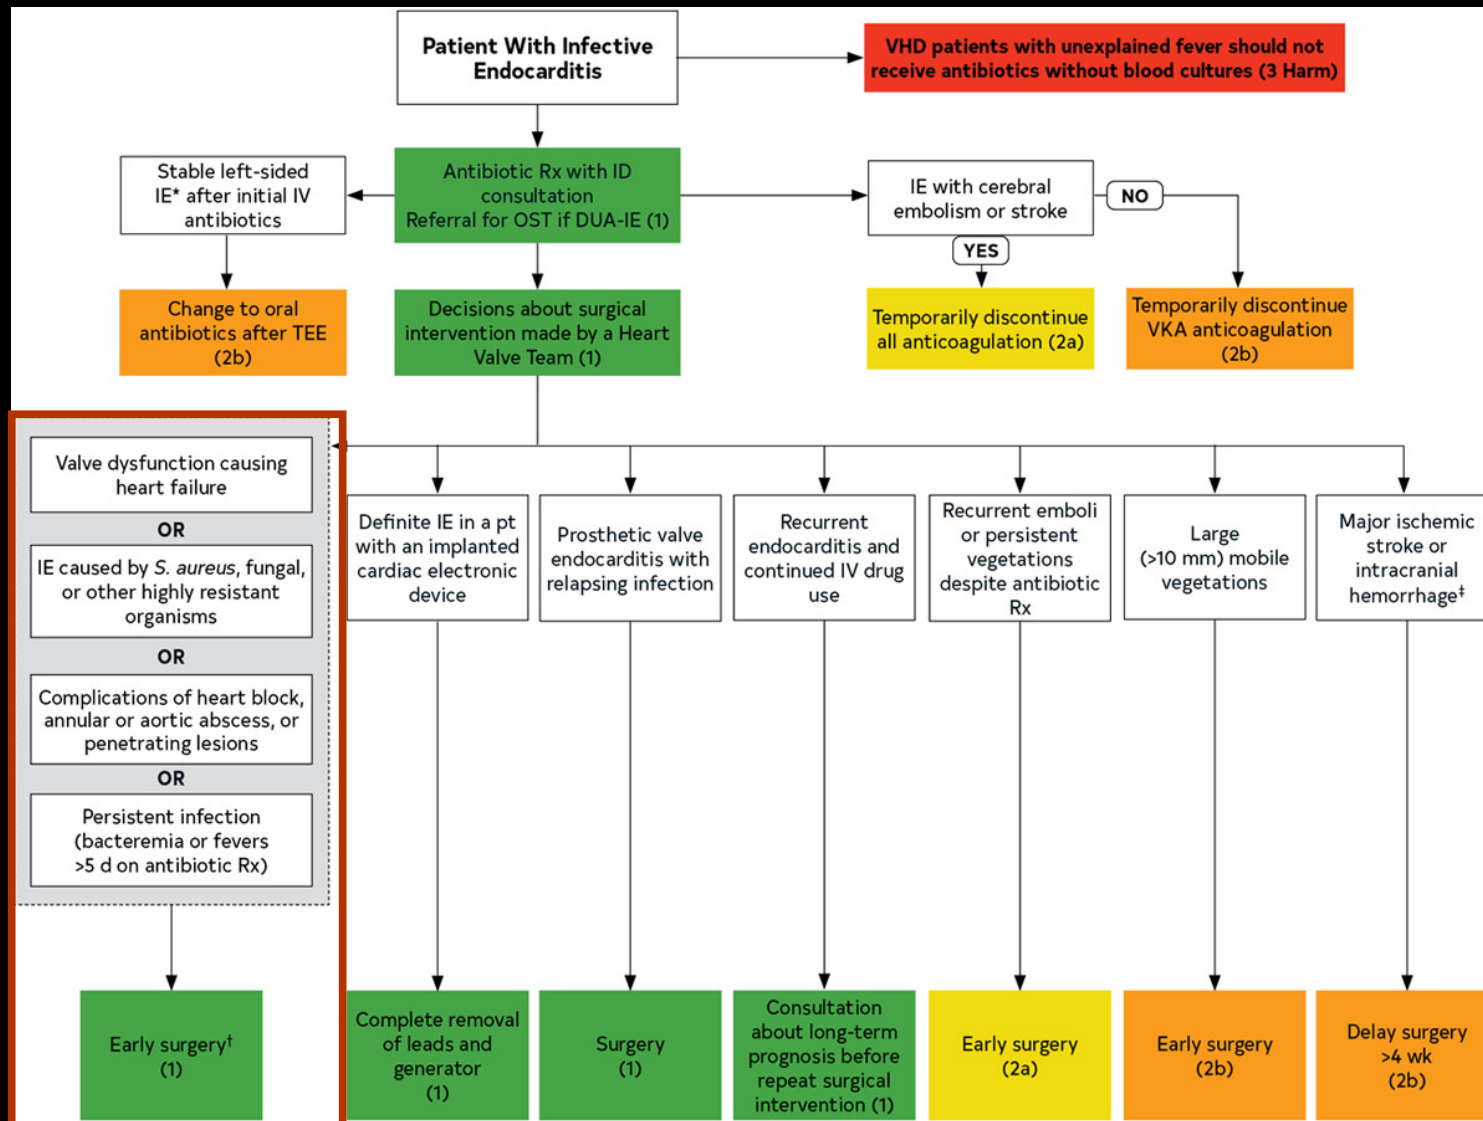 Patient With Infective
Endocarditis
VHD patients with unexplained fever should not
receive antibiotics without blood cultures (3 Harm)
Stable left-sided
IE* after initial IV
antibiotics
Antibiotic Rx with ID
consultation
Referral for OST if DUA-IE (1)
IE with cerebral
embolism or stroke
NO
YES
Change to oral
antibiotics after TEE
(2b)
Decisions about surgical
intervention made by a Heart
Valve Team (1)
Temporarily discontinue
all anticoagulation (2a)
Temporarily discontinue
VKA anticoagulation
(2b)
Valve dysfunction causing
heart failure
OR
IE caused by S. aureus, fungal,
or other highly resistant
organisms
OR
Complications of heart block,
annular or aortic abscess, or
penetrating lesions
OR
Persistent infection
(bacteremia or fevers
>5 d on antibiotic Rx)
Definite IE in a pt
with an implanted
cardiac electronic
device
Prosthetic valve
endocarditis with
relapsing infection
Recurrent
endocarditis and
continued IV drug
use
Recurrent emboli
or persistent
vegetations
despite antibiotic
Rx
Large
(>10 mm) mobile
vegetations
Major ischemic
stroke or
intracranial
hemorrhage‡
Early surgery†
(1)
Complete removal
of leads and
generator
(1)
Surgery
(1)
Consultation
about long-term
prognosis before
repeat surgical
intervention (1)
Early surgery
(2a)
Early surgery
(2b)
Delay surgery
>4 wk
(2b)